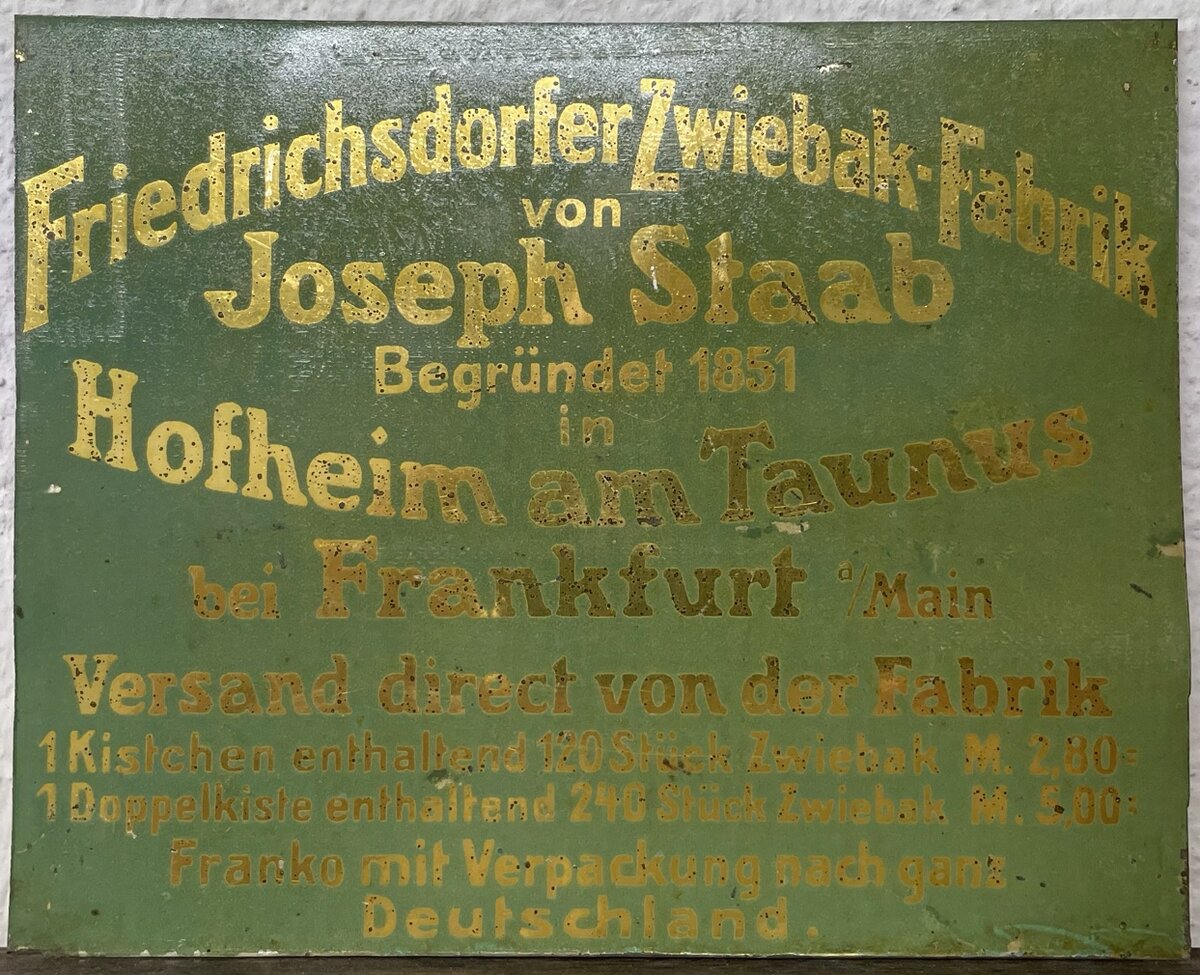 Friedrichsdorfer Zwiebak-Fabrik
von
Joseph Staab
Begründet 1851
in
Hofheim am Taunus
bei Frankfurt a/Main
Versand direct von der Fabrik
1 Kistchen enthaltend 120 Stück Zwiebak M. 2,80=
1 Doppelkiste enthaltend 240 Stück Zwiebak M. 5,00=
Franko mit Verpackung nach ganz
Deutschland.